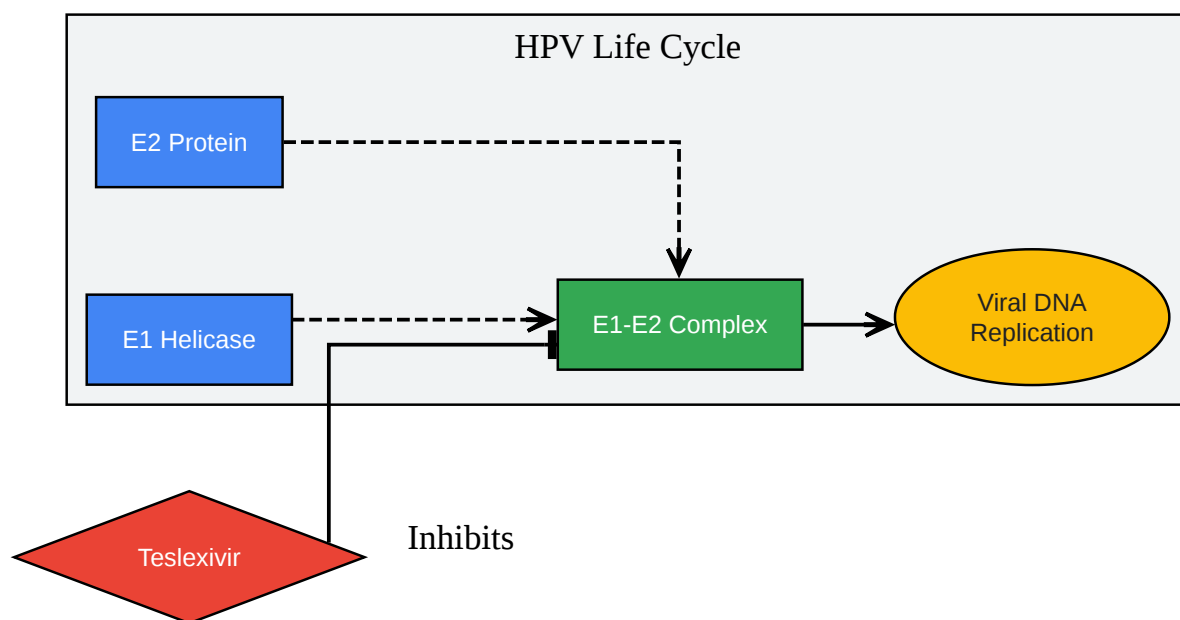 HPV Life Cycle
E2 Protein
E1 Helicase
E1-E2 Complex
Viral DNA
Replication
Teslexivir
Inhibits